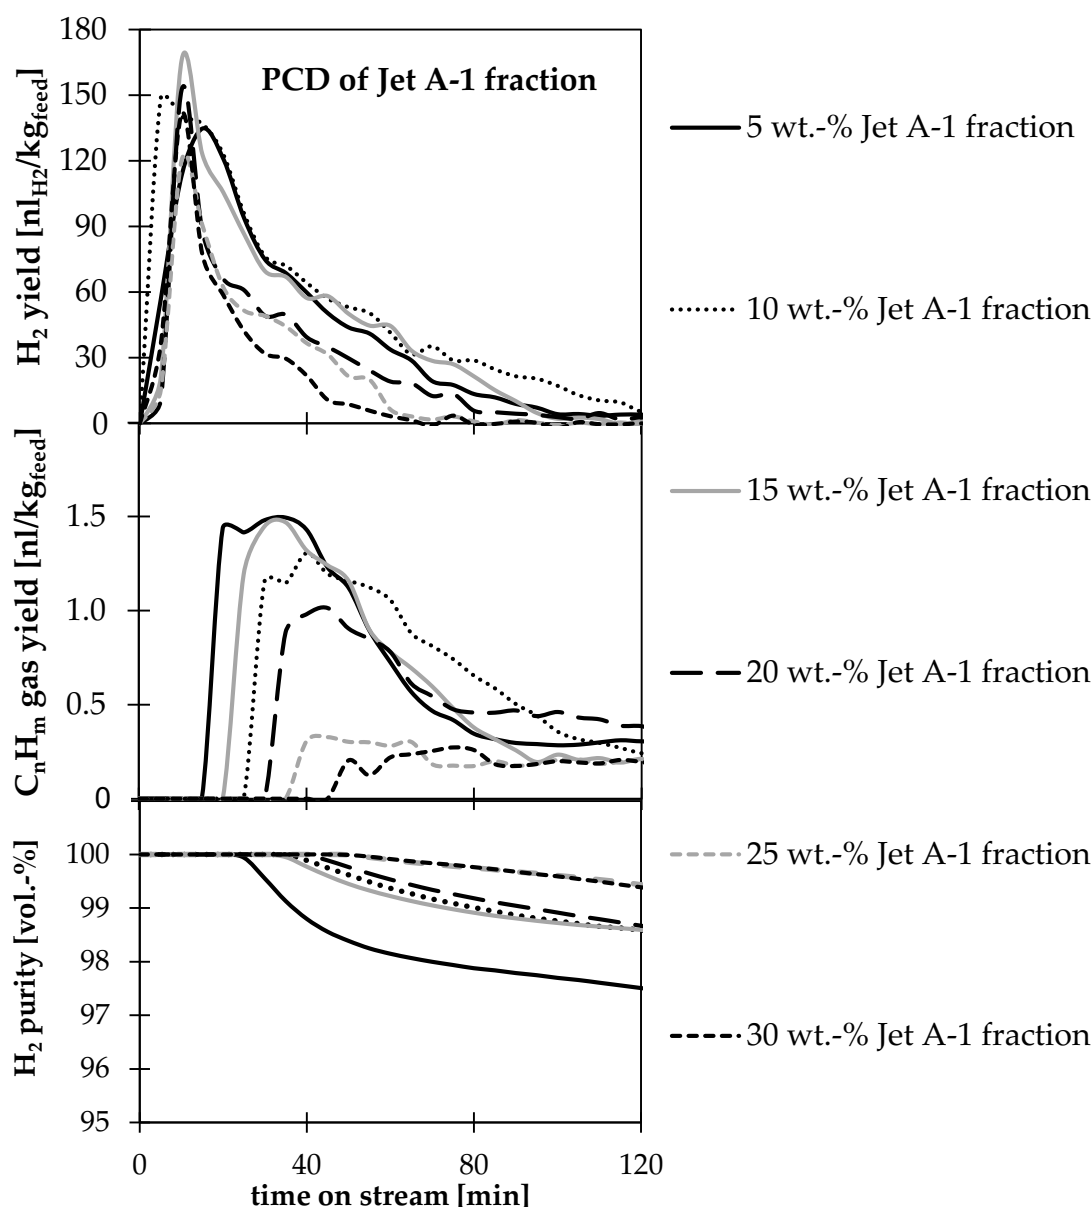 PCD of Jet A-1 fraction
H₂ yield [nl_H2/kg_feed]
180
150
120
90
60
30
0
CₙHₘ gas yield [nl/kg_feed]
1.5
1.0
0.5
0
H₂ purity [vol.-%]
100
99
98
97
96
95
0
40
80
120
time on stream [min]
5 wt.-% Jet A-1 fraction
10 wt.-% Jet A-1 fraction
15 wt.-% Jet A-1 fraction
20 wt.-% Jet A-1 fraction
25 wt.-% Jet A-1 fraction
30 wt.-% Jet A-1 fraction